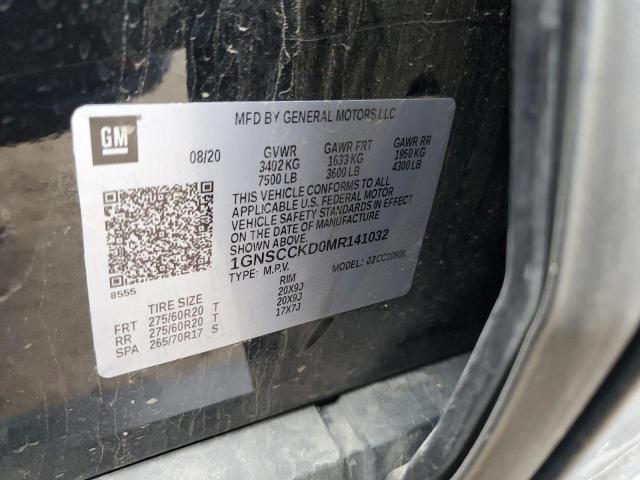 GM
MFD BY GENERAL MOTORS LLC
08/20 GVWR GAWR FRT GAWR RR
3402 KG 1633 KG 1950 KG
7500 LB 3600 LB 4300 LB
THIS VEHICLE CONFORMS TO ALL
APPLICABLE U.S. FEDERAL MOTOR
VEHICLE SAFETY STANDARDS IN EFFECT
ON THE DATE OF MANUFACTURE
SHOWN ABOVE.
1GNSCCKD0MR141032
TYPE: M.P.V. MODEL: 02CC10906
8555
TIRE SIZE RIM
FRT 275/60R20 T 20X9J
RR 275/60R20 T 20X9J
SPA 265/70R17 S 17X7J